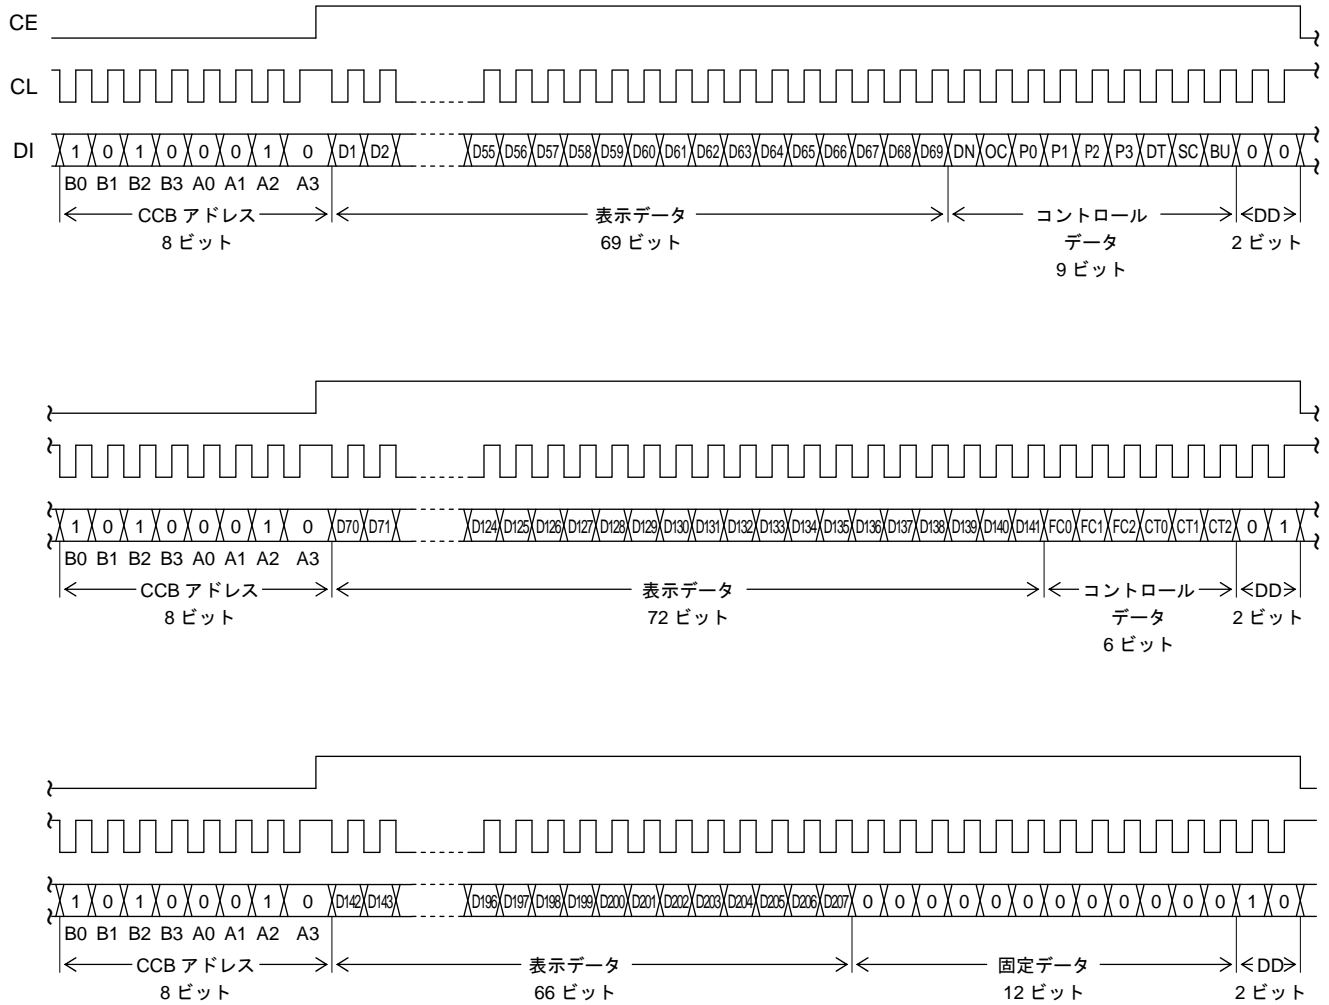 CE
CL
DI 1 0 1 0 0 0 1 0 D1 D2 D55 D56 D57 D58 D59 D60 D61 D62 D63 D64 D65 D66 D67 D68 D69 DN OC P0 P1 P2 P3 DT SC BU 0 0
B0 B1 B2 B3 A0 A1 A2 A3
CCB アドレス 表示データ コントロール DD
8 ビット 69 ビット データ 2 ビット
9 ビット
1 0 1 0 0 0 1 0 D70 D71 D124 D125 D126 D127 D128 D129 D130 D131 D132 D133 D134 D135 D136 D137 D138 D139 D140 D141 FC0 FC1 FC2 CT0 CT1 CT2 0 1
B0 B1 B2 B3 A0 A1 A2 A3
CCB アドレス 表示データ コントロール DD
8 ビット 72 ビット データ 2 ビット
6 ビット
1 0 1 0 0 0 1 0 D142 D143 D196 D197 D198 D199 D200 D201 D202 D203 D204 D205 D206 D207 0 0 0 0 0 0 0 0 0 0 0 0 1 0
B0 B1 B2 B3 A0 A1 A2 A3
CCB アドレス 表示データ 固定データ DD
8 ビット 66 ビット 12 ビット 2 ビット